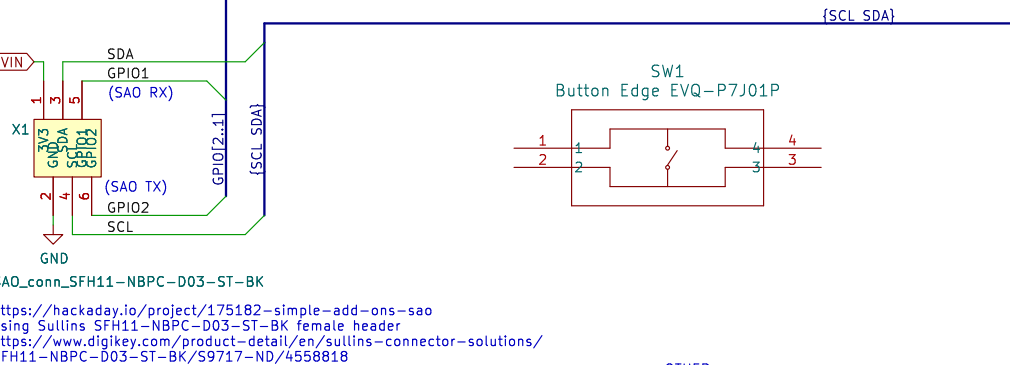 {SCL SDA}
VIN
SDA
GPIO1
(SAO RX)
1
3
5
X1
3V3
SDA
GPIO1
GND
SCL
GPIO2
GPIO[2..1]
{SCL SDA}
2
4
6
(SAO TX)
GPIO2
SCL
GND
SW1
Button Edge EVQ-P7J01P
1
1
4
4
2
2
3
3
AO_conn_SFH11-NBPC-D03-ST-BK
ttps://hackaday.io/project/175182-simple-add-ons-sao
sing Sullins SFH11-NBPC-D03-ST-BK female header
ttps://www.digikey.com/product-detail/en/sullins-connector-solutions/
FH11-NBPC-D03-ST-BK/S9717-ND/4558818